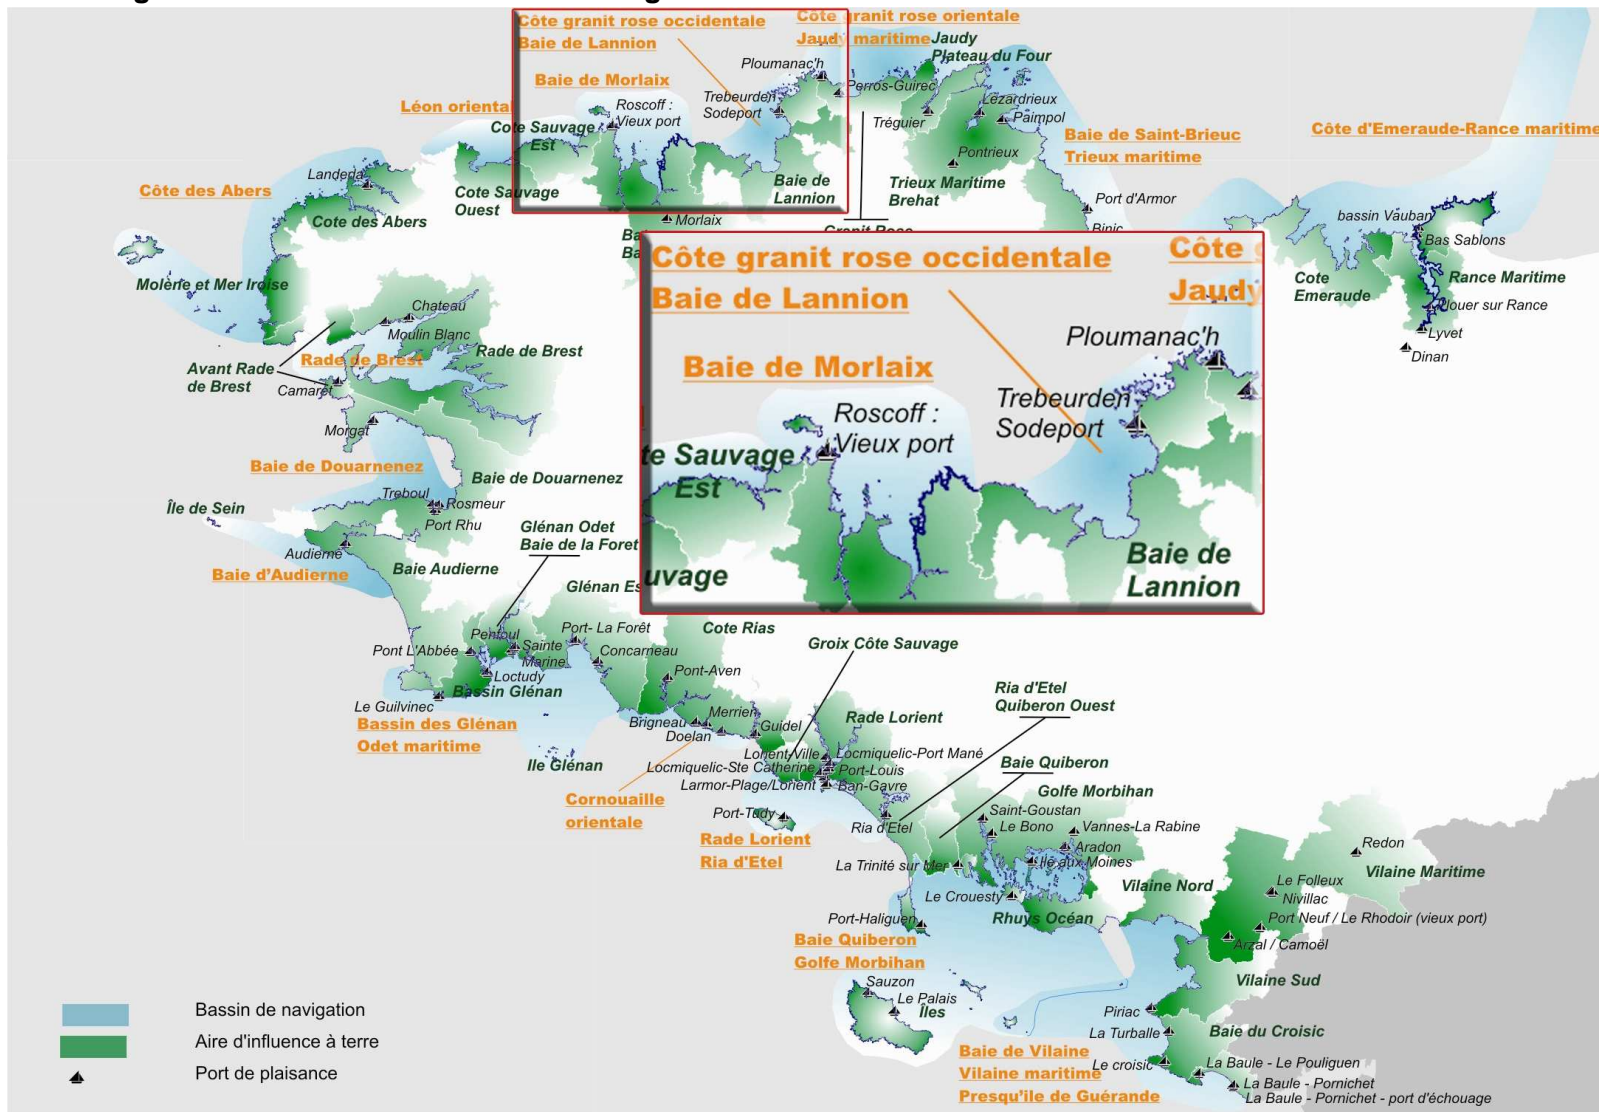 Côte granit rose occidentale
Baie de Lannion
Côte granit rose orientale
Jaudy maritime
Jaudy
Plateau du Four
Ploumanac'h
Baie de Morlaix
Perros-Guirec
Léon oriental
Roscoff :
Vieux port
Trebeurden
Sodeport
Lezardrieux
Paimpol
Tréguier
Cote Sauvage
Est
Baie de Saint-Brieuc
Trieux maritime
Côte d'Emeraude-Rance maritime
Pontrieux
Landeda
Côte des Abers
Cote Sauvage
Ouest
Baie de
Lannion
Trieux Maritime
Brehat
Port d'Armor
Binic
Cote des Abers
Morlaix
Granit Rose
Ba
Ba
bassin Vauban
Bas Sablons
Cote
Emeraude
Rance Maritime
Plouer sur Rance
Lyvet
Dinan
Côte granit rose occidentale
Baie de Lannion
Côte g
Jaudy
Ploumanac'h
Baie de Morlaix
Roscoff :
Vieux port
Trebeurden
Sodeport
te Sauvage
Est
uvage
Baie de
Lannion
Molène et Mer Iroise
Chateau
Moulin Blanc
Rade de Brest
Rade de Brest
Avant Rade
de Brest
Camaret
Morgat
Baie de Douarnenez
Baie de Douarnenez
Treboul
Rosmeur
Port Rhu
Île de Sein
Glénan Odet
Baie de la Foret
Audierne
Baie d'Audierne
Baie Audierne
Glénan Es
Cote Rias
Port- La Forêt
Penfoul
Sainte
Marine
Concarneau
Pont L'Abbée
Loctudy
Pont-Aven
Groix Côte Sauvage
Bassin Glénan
Le Guilvinec
Bassin des Glénan
Odet maritime
Ria d'Etel
Quiberon Ouest
Merrien
Brigneau
Doelan
Guidel
Rade Lorient
Ile Glénan
Lorient-Ville
Locmiquelic-Port Mané
Locmiquelic-Ste Catherine
Port-Louis
Larmor-Plage/Lorient
Ban-Gavre
Baie Quiberon
Golfe Morbihan
Cornouaille
orientale
Port-Tudy
Rade Lorient
Ria d'Etel
Ria d'Etel
Saint-Goustan
Le Bono
Vannes-La Rabine
Aradon
Ile aux Moines
La Trinité sur Mer
Redon
Vilaine Maritime
Le Crouesty
Vilaine Nord
Le Folleux
Nivillac
Rhuys Océan
Port-Haliguen
Port Neuf / Le Rhodoir (vieux port)
Arzal / Camoël
Baie Quiberon
Golfe Morbihan
Sauzon
Le Palais
Îles
Vilaine Sud
Piriac
La Turballe
Baie du Croisic
Bassin de navigation
Aire d'influence à terre
Port de plaisance
Baie de Vilaine
Vilaine maritime
Presqu'ile de Guérande
Le croisic
La Baule - Le Pouliguen
La Baule - Pornichet
La Baule - Pornichet - port d'échouage